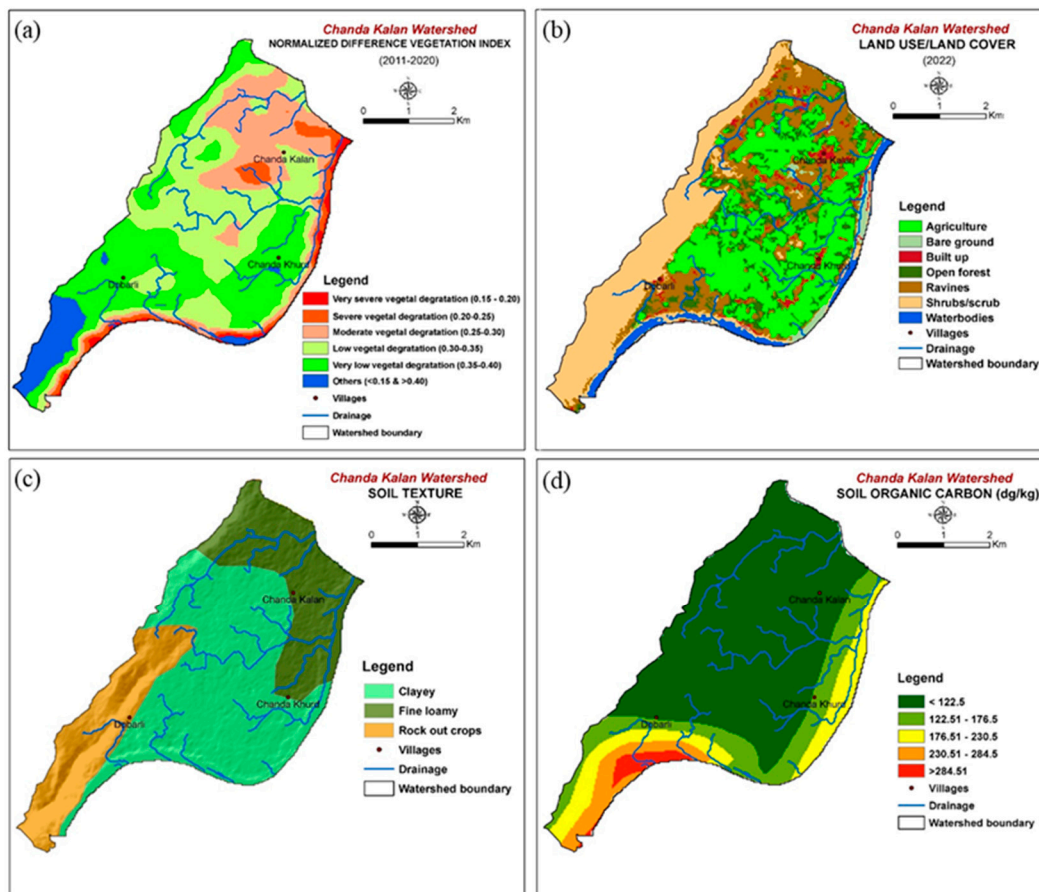 (a)
Chanda Kalan Watershed
NORMALIZED DIFFERENCE VEGETATION INDEX
(2011-2020)
0 1 2
Km
Chanda Kalan
Chanda Khurd
Dobarli
Legend
Very severe vegetal degratation (0.15 - 0.20)
Severe vegetal degratation (0.20-0.25)
Moderate vegetal degratation (0.25-0.30)
Low vegetal degratation (0.30-0.35)
Very low vegetal degratation (0.35-0.40)
Others (<0.15 & >0.40)
Villages
Drainage
Watershed boundary
(b)
Chanda Kalan Watershed
LAND USE/LAND COVER
(2022)
0 1 2
Km
Chanda Kalan
Chanda Khurd
Legend
Agriculture
Bare ground
Built up
Open forest
Ravines
Shrubs/scrub
Waterbodies
Villages
Drainage
Watershed boundary
(c)
Chanda Kalan Watershed
SOIL TEXTURE
0 1 2
Km
Chanda Kalan
Chanda Khurd
Legend
Clayey
Fine loamy
Rock out crops
Villages
Drainage
Watershed boundary
(d)
Chanda Kalan Watershed
SOIL ORGANIC CARBON (dg/kg)
0 1 2
Km
Chanda Kalan
Chanda Khurd
Legend
< 122.5
122.51 - 176.5
176.51 - 230.5
230.51 - 284.5
>284.51
Villages
Drainage
Watershed boundary